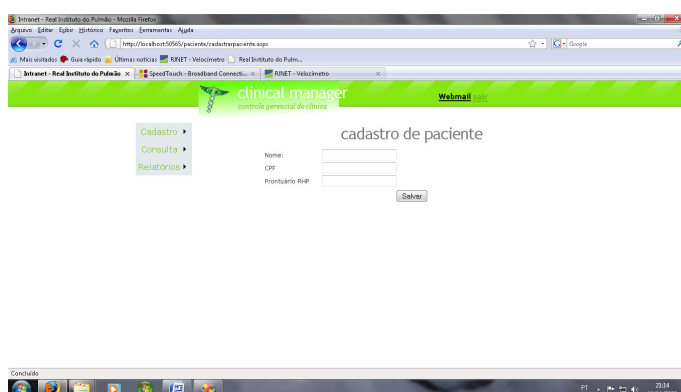 Intranet - Real Instituto do Pulmão - Mozilla Firefox
Arquivo Editar Exibir Histórico Favoritos Ferramentas Ajuda
http://localhost:50565/paciente/cadastrarpaciente.aspx
Google
Mais visitados Guia rápido Últimas notícias RJNET - Velocímetro Real Instituto do Pulm...
Intranet - Real Instituto do Pulmão SpeedTouch - Broadband Connecti... RJNET - Velocímetro
clinical manager
controle gerencial de clínica
Webmail sair
Cadastro
Consulta
Relatórios
cadastro de paciente
Nome:
CPF
Prontuário RHP
Salvar
Concluído
PT
21:14